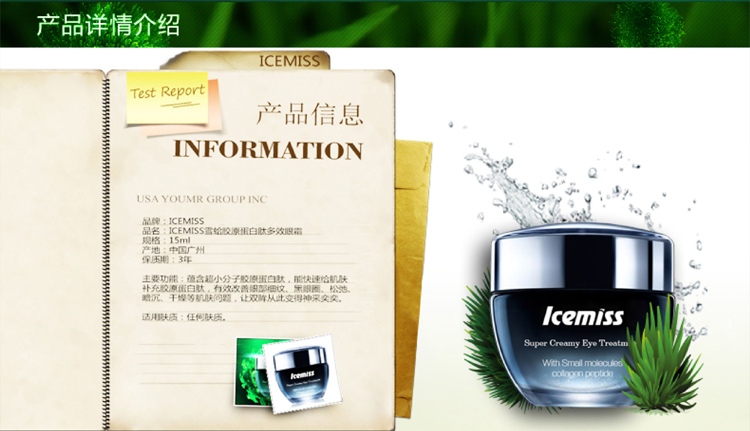 产品详情介绍
ICEMISS
Test Report
产品信息
INFORMATION
USA YOUMR GROUP INC
品牌：ICEMISS
品名：ICEMISS雪蛤胶原蛋白肽多效眼霜
规格：15ml
产地：中国广州
保质期：3年
主要功能：蕴含超小分子胶原蛋白肽，能快速给肌肤
补充胶原蛋白肽，有效改善眼部细纹、黑眼圈、松弛、
暗沉、干燥等肌肤问题，让双眸从此变得神采奕奕。
适用肤质：任何肤质。
Icemiss
Super Creamy Eye Treatm
With Small molecules
collagen peptide
Icemiss